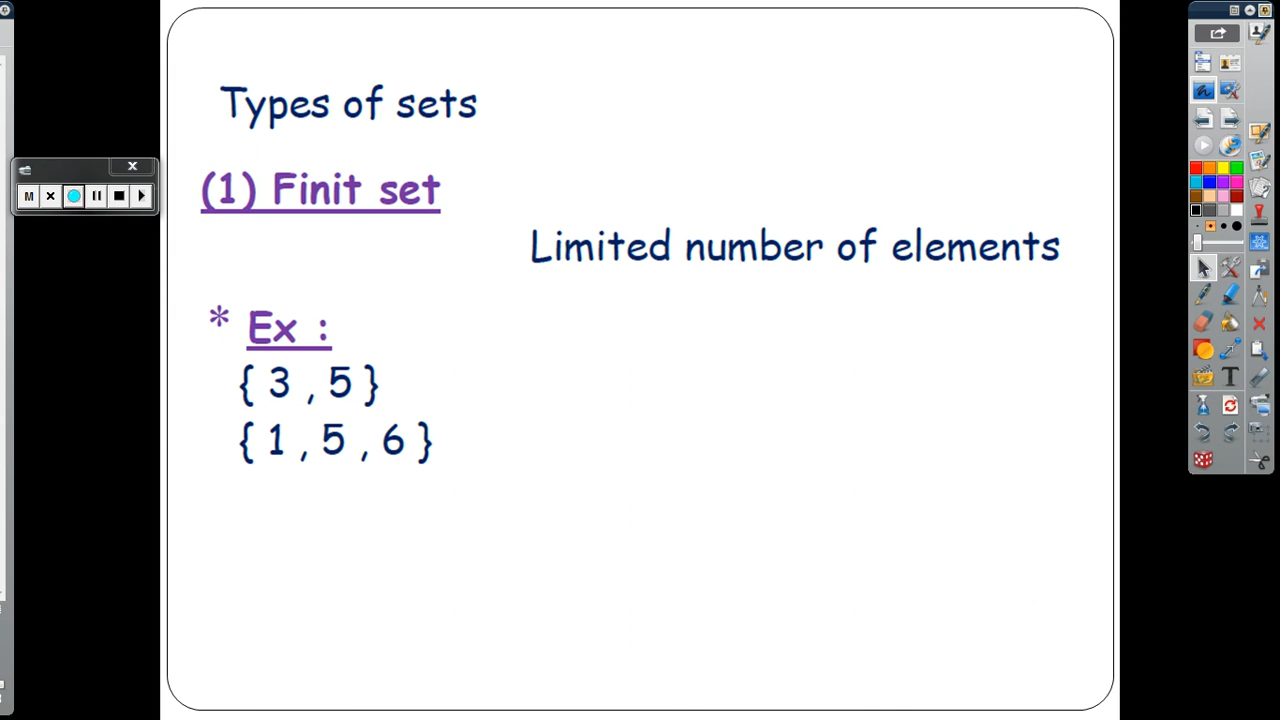 Types of sets
(1) Finit set
Limited number of elements
* Ex :
{ 3 , 5 }
{ 1 , 5 , 6 }
M